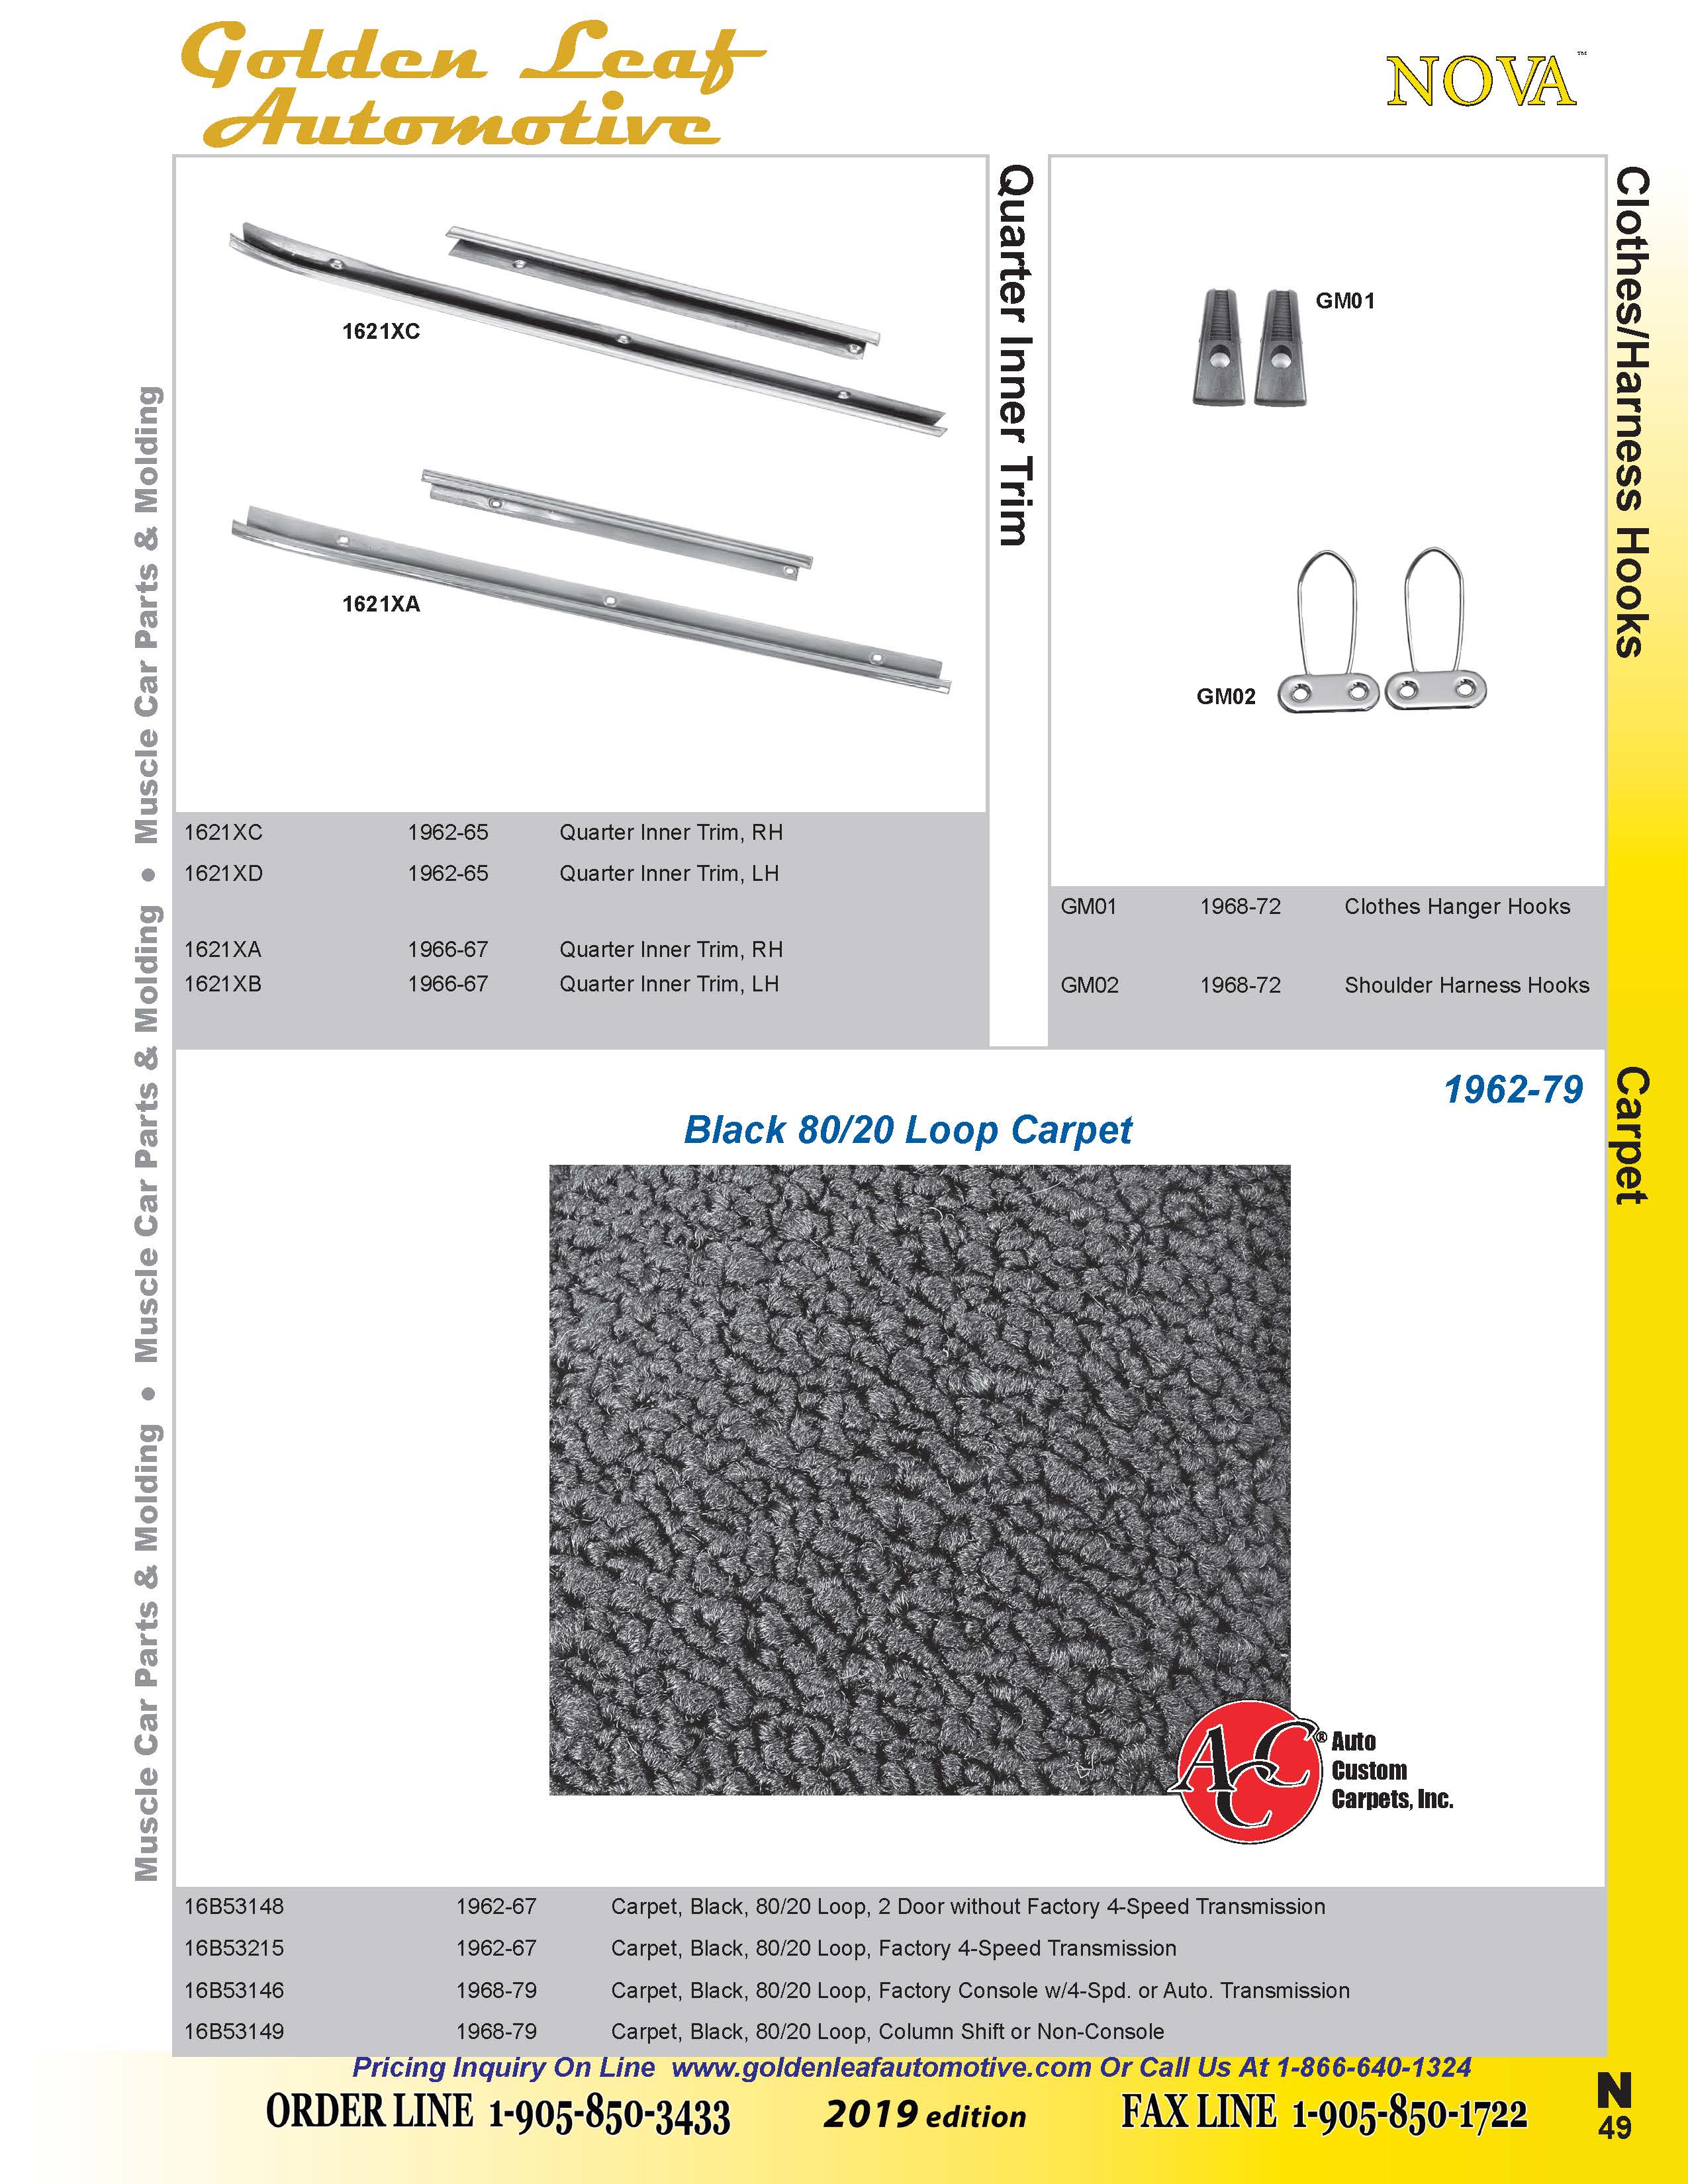 Golden Leaf
Automotive
NOVA™
Muscle Car Parts & Molding • Muscle Car Parts & Molding • Muscle Car Parts & Molding
Quarter Inner Trim
1621XC
1621XA
1621XC 1962-65 Quarter Inner Trim, RH
1621XD 1962-65 Quarter Inner Trim, LH
1621XA 1966-67 Quarter Inner Trim, RH
1621XB 1966-67 Quarter Inner Trim, LH
Clothes/Harness Hooks
GM01
GM02
GM01 1968-72 Clothes Hanger Hooks
GM02 1968-72 Shoulder Harness Hooks
Carpet
1962-79
Black 80/20 Loop Carpet
ACC®
Auto
Custom
Carpets, Inc.
16B53148 1962-67 Carpet, Black, 80/20 Loop, 2 Door without Factory 4-Speed Transmission
16B53215 1962-67 Carpet, Black, 80/20 Loop, Factory 4-Speed Transmission
16B53146 1968-79 Carpet, Black, 80/20 Loop, Factory Console w/4-Spd. or Auto. Transmission
16B53149 1968-79 Carpet, Black, 80/20 Loop, Column Shift or Non-Console
Pricing Inquiry On Line www.goldenleafautomotive.com Or Call Us At 1-866-640-1324
ORDER LINE 1-905-850-3433 2019 edition FAX LINE 1-905-850-1722
N
49